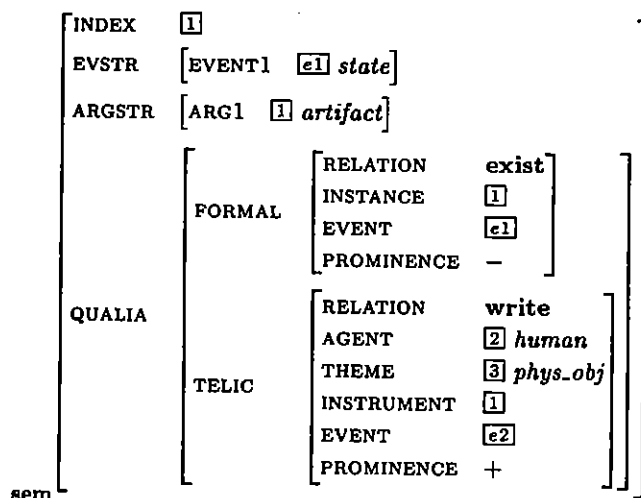 INDEX 1
EVSTR [EVENT1 e1 state]
ARGSTR [ARG1 1 artifact]
RELATION exist
INSTANCE 1
FORMAL
EVENT e1
PROMINENCE −
QUALIA
RELATION write
AGENT 2 human
THEME 3 phys_obj
TELIC
INSTRUMENT 1
EVENT e2
PROMINENCE +
sem